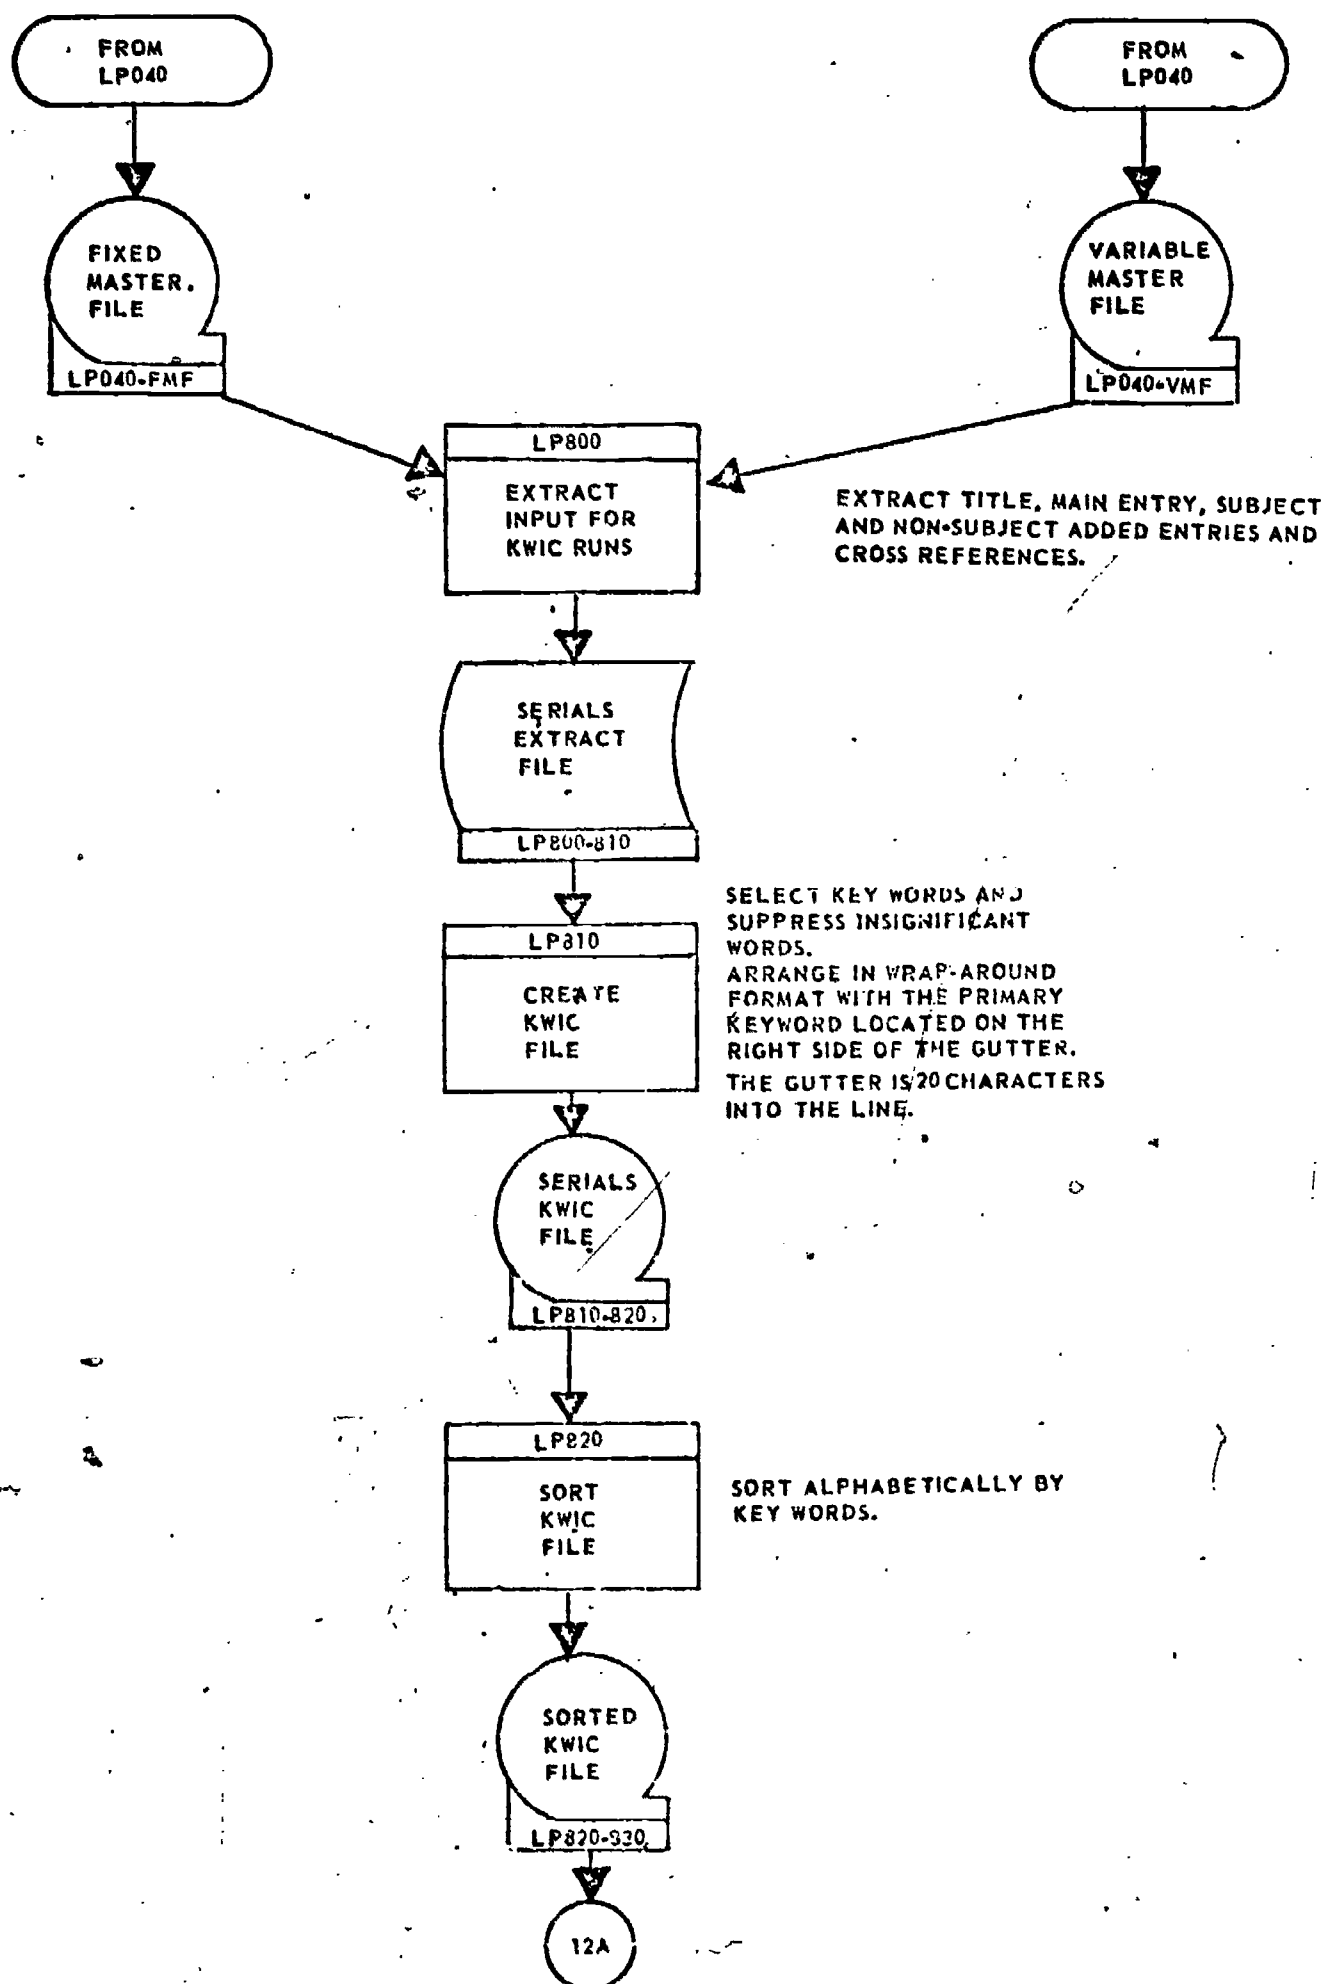 FROM
LP040
FROM
LP040
FIXED
MASTER.
FILE
LP040-FMF
VARIABLE
MASTER
FILE
LP040-VMF
LP800
EXTRACT
INPUT FOR
KWIC RUNS
EXTRACT TITLE, MAIN ENTRY, SUBJECT
AND NON-SUBJECT ADDED ENTRIES AND
CROSS REFERENCES.
SERIALS
EXTRACT
FILE
LP800-810
LP810
CREATE
KWIC
FILE
SELECT KEY WORDS AND
SUPPRESS INSIGNIFICANT
WORDS.
ARRANGE IN WRAP-AROUND
FORMAT WITH THE PRIMARY
KEYWORD LOCATED ON THE
RIGHT SIDE OF THE GUTTER.
THE GUTTER IS 20 CHARACTERS
INTO THE LINE.
SERIALS
KWIC
FILE
LP810-820
LP820
SORT
KWIC
FILE
SORT ALPHABETICALLY BY
KEY WORDS.
SORTED
KWIC
FILE
LP820-830
12A